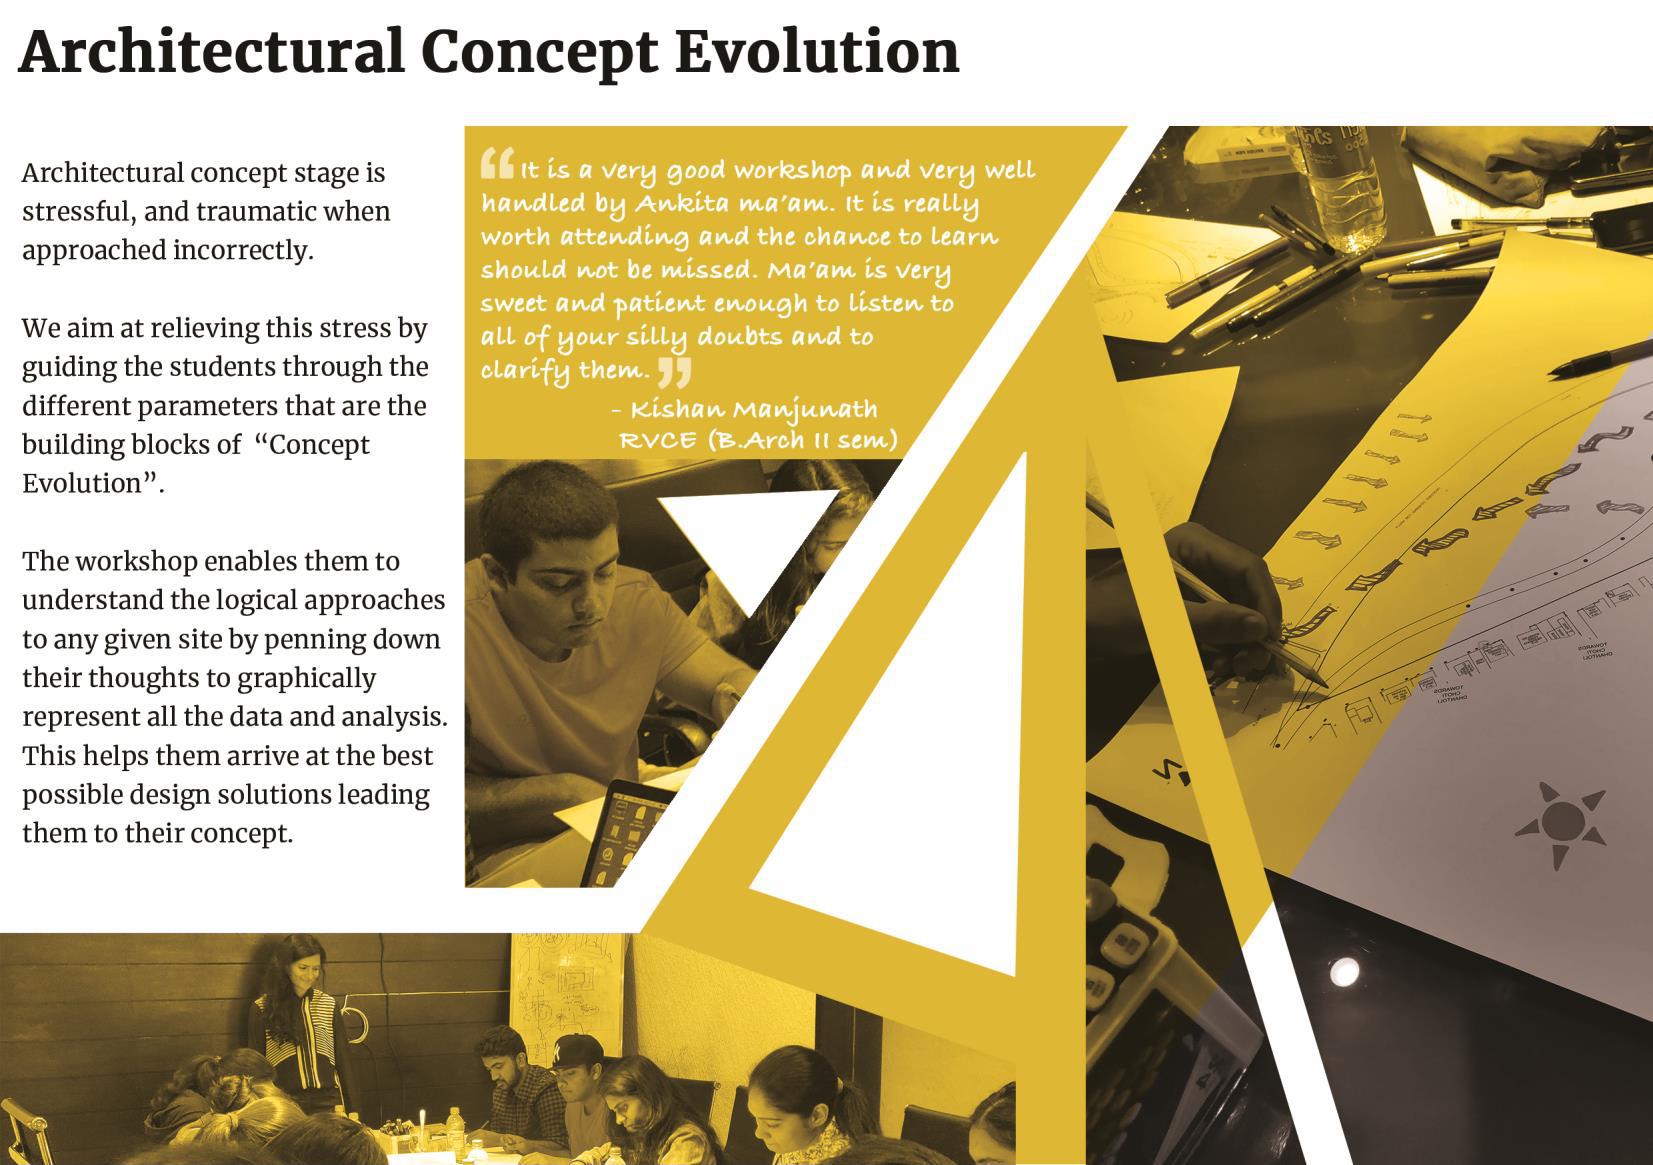 Architectural Concept Evolution
Architectural concept stage is
stressful, and traumatic when
approached incorrectly.
We aim at relieving this stress by
guiding the students through the
different parameters that are the
building blocks of “Concept
Evolution”.
The workshop enables them to
understand the logical approaches
to any given site by penning down
their thoughts to graphically
represent all the data and analysis.
This helps them arrive at the best
possible design solutions leading
them to their concept.
“It is a very good workshop and very well
handled by Ankita ma’am. It is really
worth attending and the chance to learn
should not be missed. Ma’am is very
sweet and patient enough to listen to
all of your silly doubts and to
clarify them.”
- Kishan Manjunath
RVCE (B.Arch II sem)
TOWARDS
CHOTI
DHANTOLI
TOWARDS
CHOTI
DHANTOLI